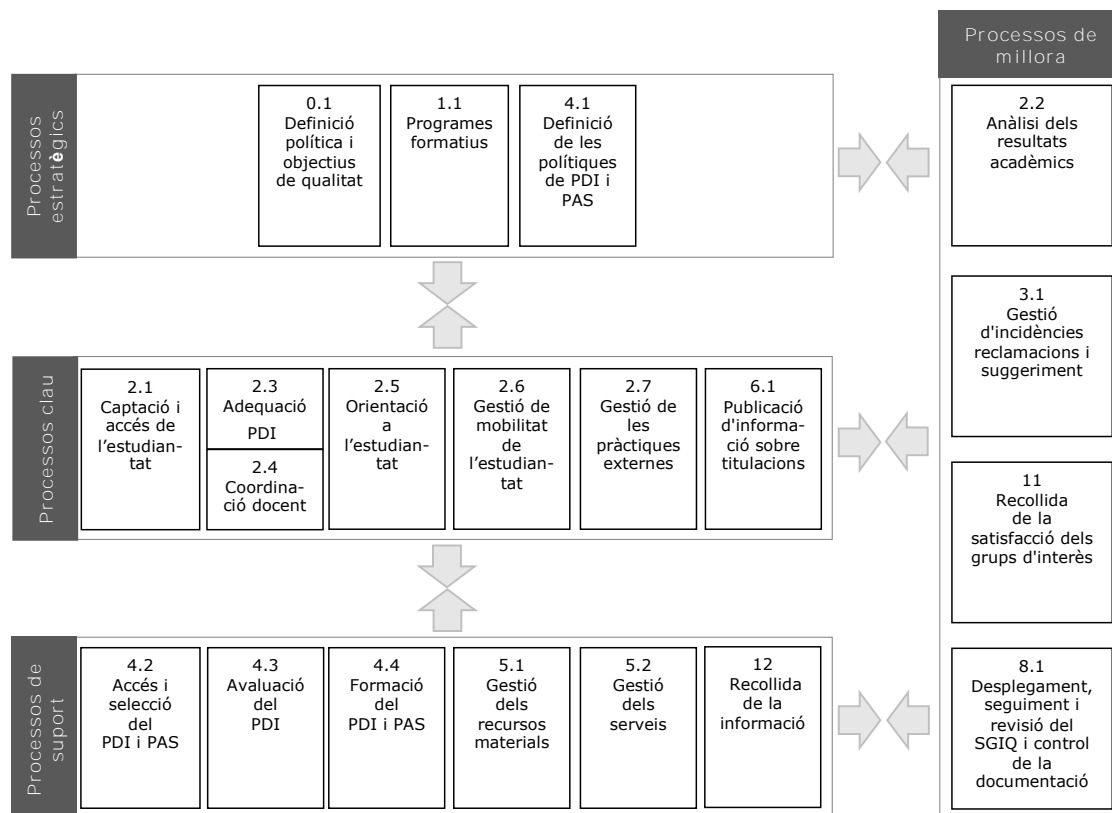 Processos de
millora
Processos
estratègics
0.1
Definició
política i
objectius
de qualitat
1.1
Programes
formatius
4.1
Definició
de les
polítiques
de PDI i
PAS
2.2
Anàlisi dels
resultats
acadèmics
3.1
Gestió
d'incidències
reclamacions i
suggeriment
Processos clau
2.1
Captació i
accés de
l’estudian-
tat
2.3
Adequació
PDI
2.4
Coordina-
ció docent
2.5
Orientació
a
l’estudian-
tat
2.6
Gestió de
mobilitat
de
l’estudian-
tat
2.7
Gestió de
les
pràctiques
externes
6.1
Publicació
d'informa-
ció sobre
titulacions
11
Recollida
de la
satisfacció dels
grups d'interès
Processos de
suport
4.2
Accés i
selecció
del
PDI i PAS
4.3
Avaluació
del
PDI
4.4
Formació
del
PDI i PAS
5.1
Gestió
dels
recursos
materials
5.2
Gestió
dels
serveis
12
Recollida
de la
informació
8.1
Desplegament,
seguiment i
revisió del
SGIQ i control
de la
documentació